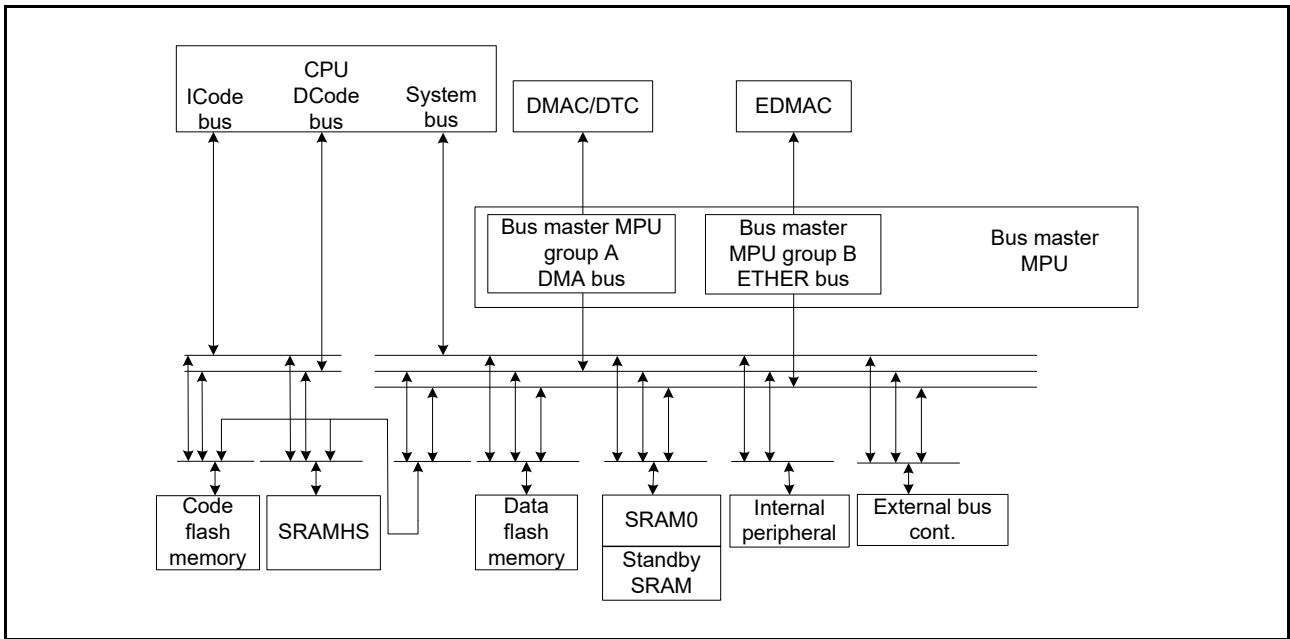 CPU
ICode
bus
DCode
bus
System
bus
DMAC/DTC
EDMAC
Bus master MPU
group A
DMA bus
Bus master
MPU group B
ETHER bus
Bus master
MPU
Code
flash
memory
SRAMHS
Data
flash
memory
SRAM0
Standby
SRAM
Internal
peripheral
External bus
cont.